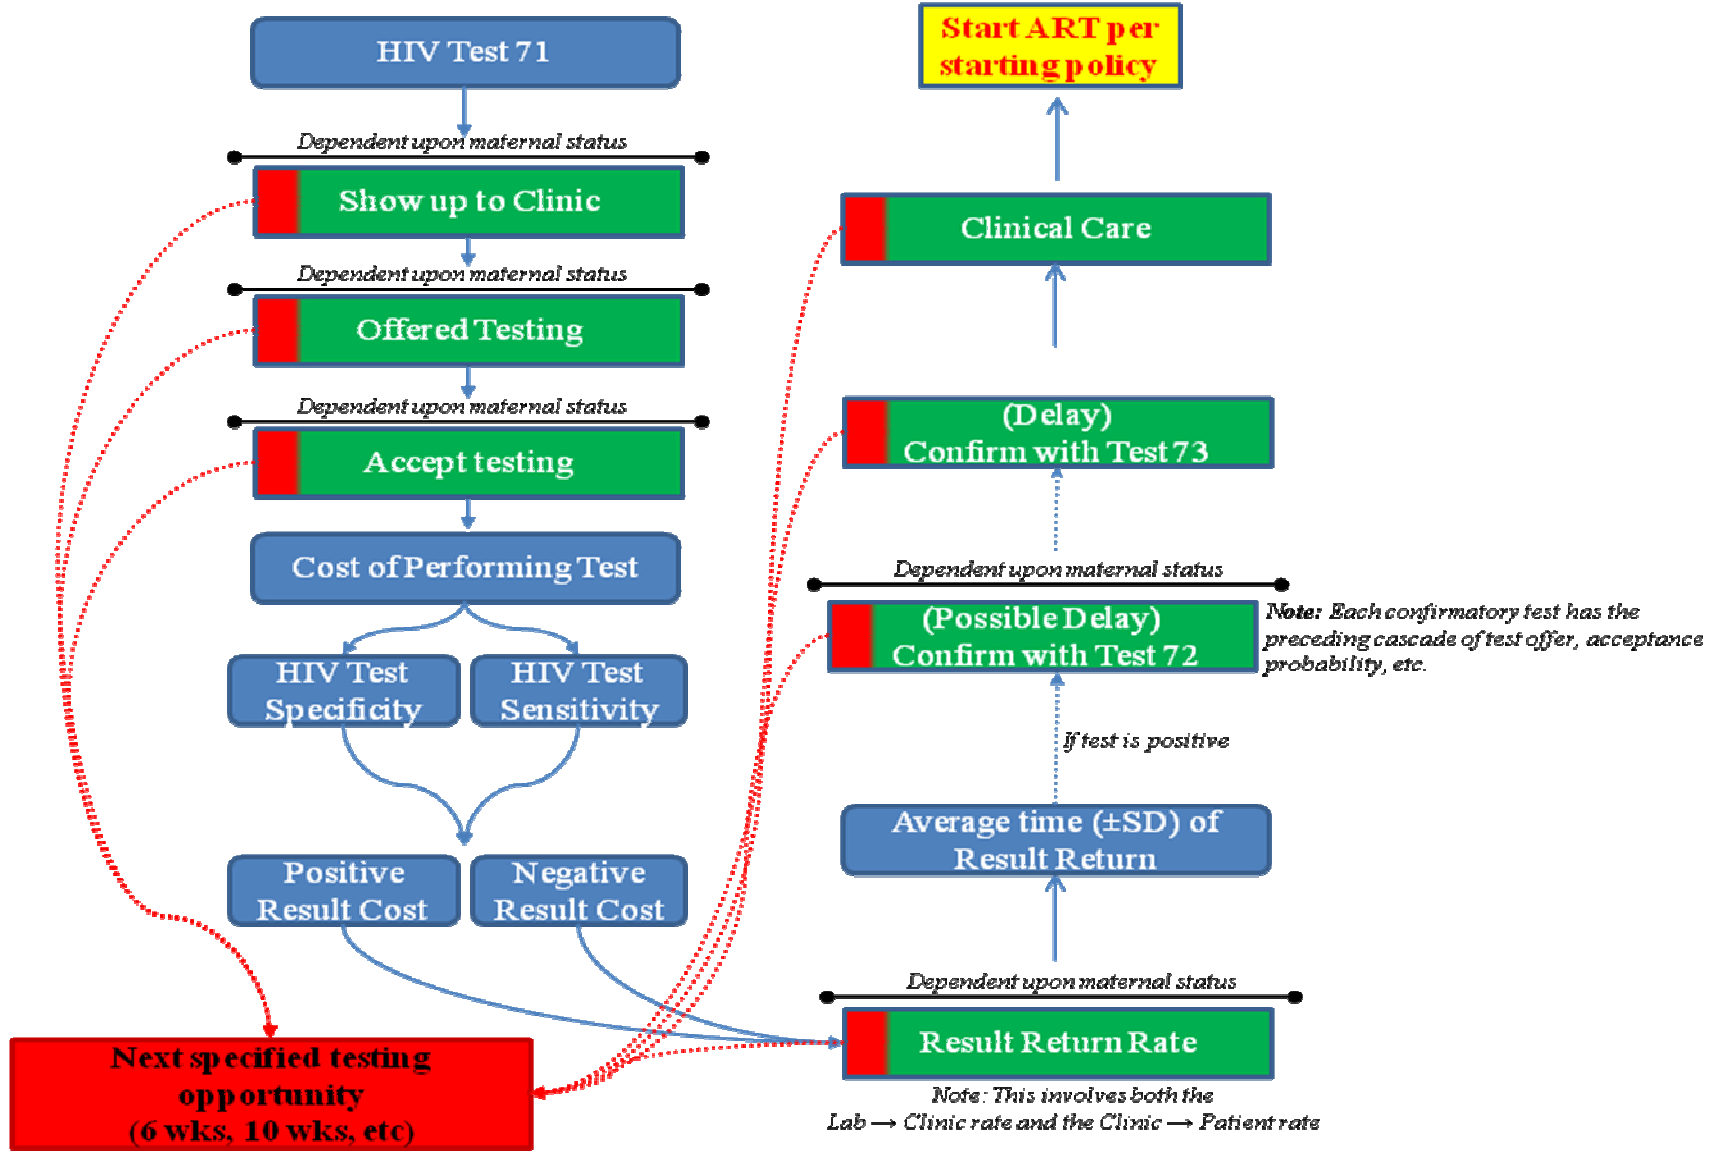 HIV Test 71
Dependent upon maternal status
Show up to Clinic
Dependent upon maternal status
Offered Testing
Dependent upon maternal status
Accept testing
Cost of Performing Test
HIV Test
Specificity
HIV Test
Sensitivity
Positive
Result Cost
Negative
Result Cost
Next specified testing
opportunity
(6 wks, 10 wks, etc)
Start ART per
starting policy
Clinical Care
(Delay)
Confirm with Test 73
Dependent upon maternal status
(Possible Delay)
Confirm with Test 72
Note: Each confirmatory test has the
preceding cascade of test offer, acceptance
probability, etc.
If test is positive
Average time (±SD) of
Result Return
Dependent upon maternal status
Result Return Rate
Note: This involves both the
Lab → Clinic rate and the Clinic → Patient rate